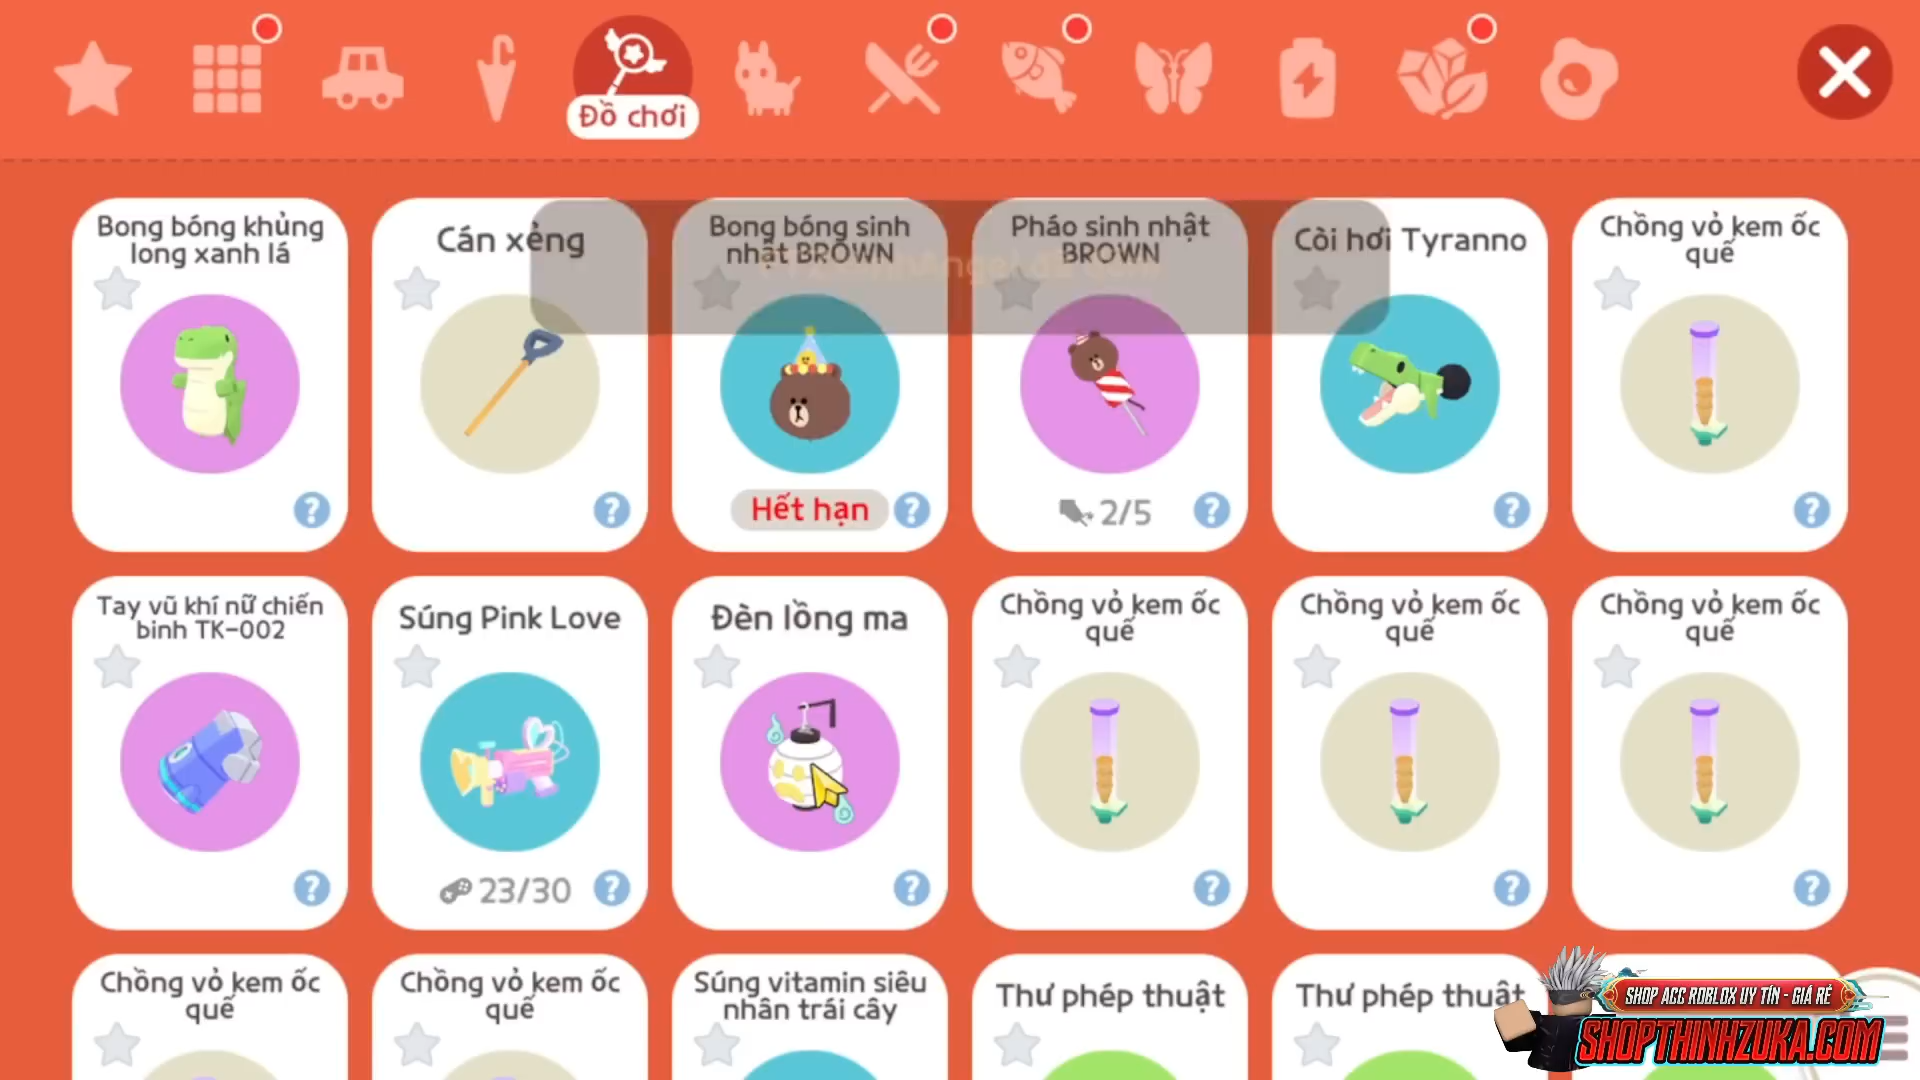 Đồ chơi
Bong bóng khủng
long xanh lá
Cán xẻng
Bong bóng sinh
nhật BROWN
Pháo sinh nhật
BROWN
Còi hơi Tyranno
Chồng vỏ kem ốc
quế
Hết hạn
2/5
Tay vũ khí nữ chiến
binh TK-002
Súng Pink Love
Đèn lồng ma
Chồng vỏ kem ốc
quế
Chồng vỏ kem ốc
quế
Chồng vỏ kem ốc
quế
23/30
Chồng vỏ kem ốc
quế
Chồng vỏ kem ốc
quế
Súng vitamin siêu
nhân trái cây
Thư phép thuật
Thư phép thuật
SHOP ACC ROBLOX UY TÍN - GIÁ RẺ
SHOPTHINHZUKA.COM